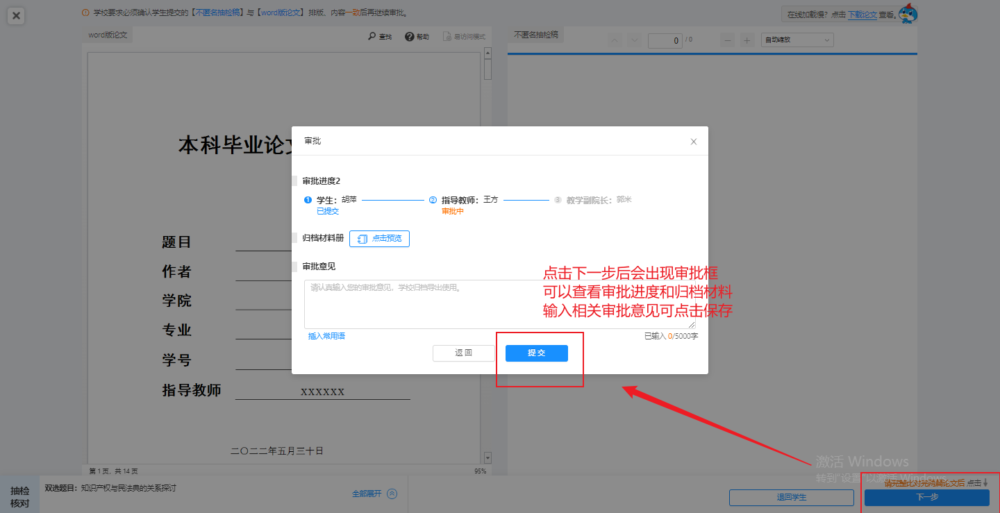 学校要求必须确认学生提交的【不匿名抽检稿】与【word版论文】 排版、内容一致后再继续审批。
在线加载慢? 点击 下载论文 查看。
word版论文
查找
帮助
易访问模式
不匿名抽检稿
0 / 0
自动缩放
本科毕业论文
题目
作者
学院
专业
学号
指导教师 XXXXXX
二〇二二年五月三十日
第 1 页、共 14 页
95%
审批
审批进度2
1 学生: 胡萍
已提交
2 指导教师: 王方
审批中
3 教学副院长: 郭米
归档材料册 点击预览
审批意见
请认真输入您的审批意见,学校归档导出使用。
插入常用语
已输入 0/5000字
返回
提交
点击下一步后会出现审批框
可以查看审批进度和归档材料
输入相关审批意见可点击保存
激活 Windows
转到"设置"以激活 Windows。
抽检
核对
双选题目: 知识产权与民法典的关系探讨
全部展开
退回学生
请完整比对完两篇论文后 点击
下一步